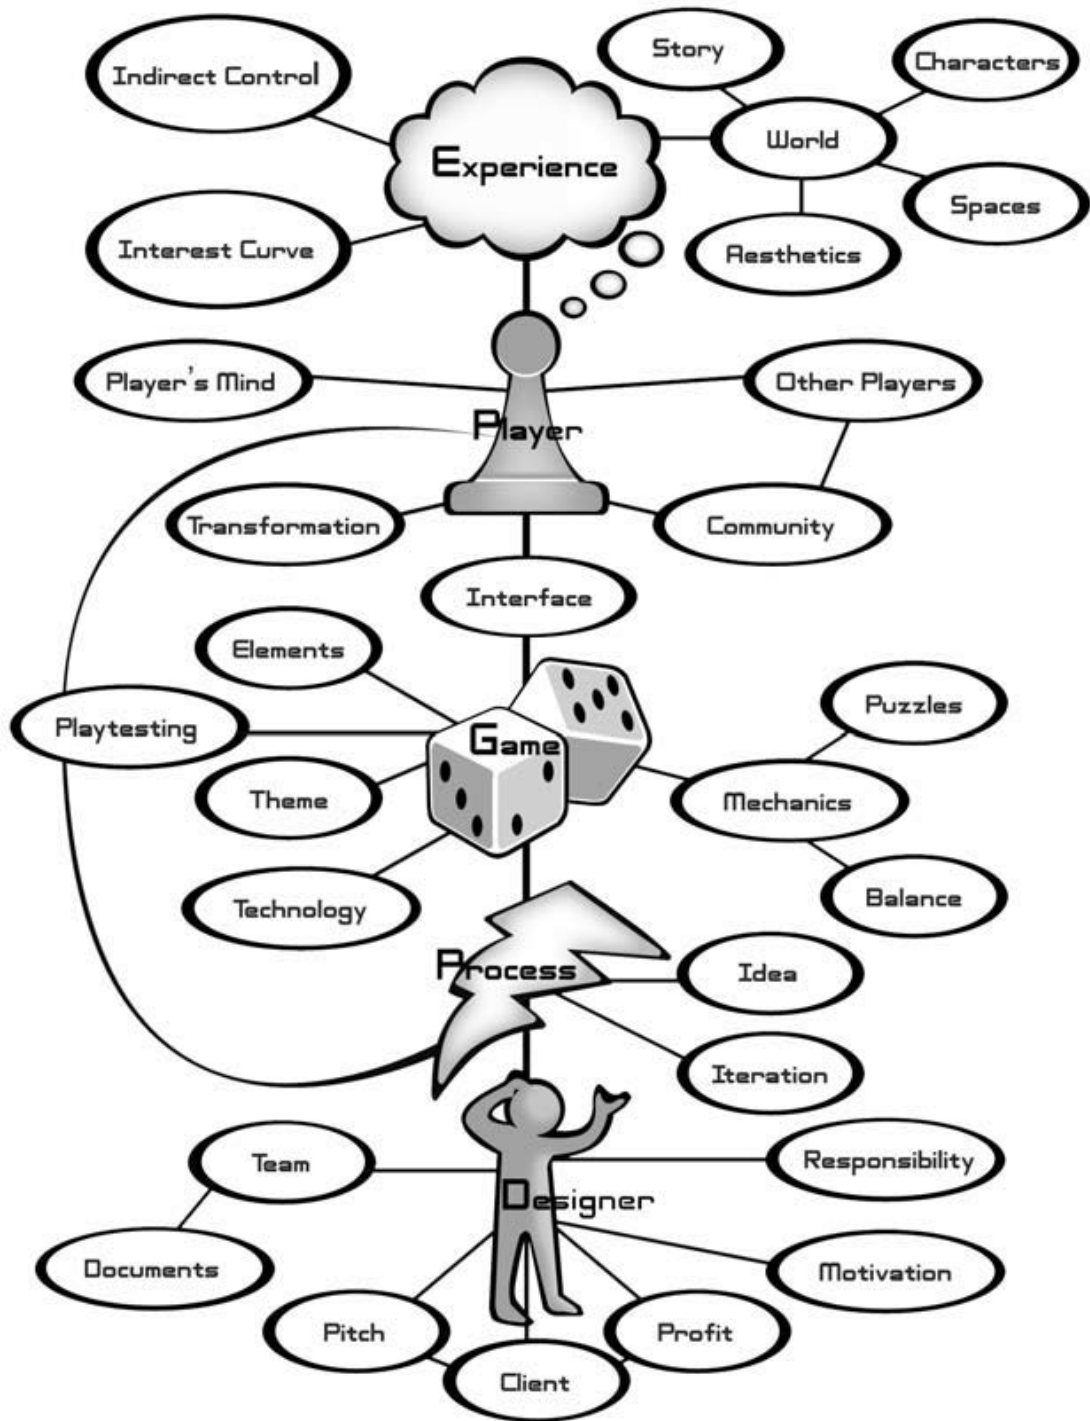 Story
Indirect Control
Characters
Experience
World
Spaces
Interest Curve
Aesthetics
Player's Mind
Other Players
Player
Transformation
Community
Interface
Elements
Puzzles
Playtesting
Game
Theme
Mechanics
Balance
Technology
Process
Idea
Iteration
Team
Responsibility
Designer
Documents
Motivation
Pitch
Profit
Client